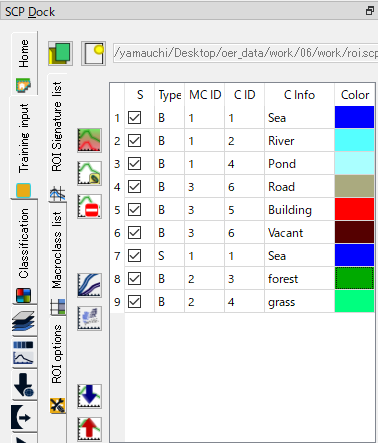 SCP Dock
Home
Training input
Classification
ROI Signature list
Macroclass list
ROI options
/yamauchi/Desktop/oer_data/work/06/work/roi.scp
S Type MC ID C ID C Info Color
1 B 1 1 Sea
2 B 1 2 River
3 B 1 4 Pond
4 B 3 6 Road
5 B 3 5 Building
6 B 3 6 Vacant
7 S 1 1 Sea
8 B 2 3 forest
9 B 2 4 grass